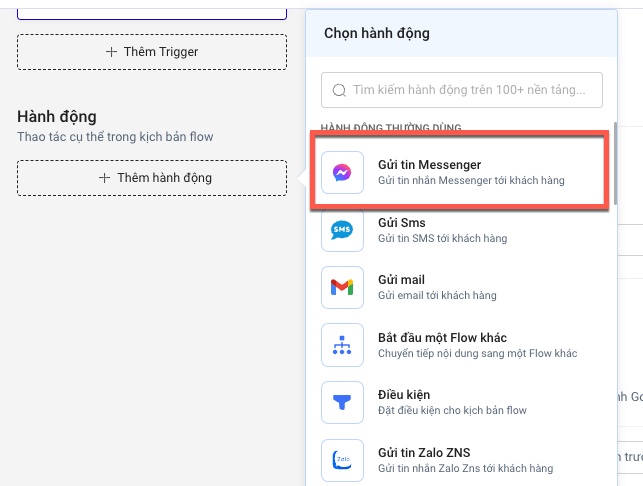 Thêm Trigger
Hành động
Thao tác cụ thể trong kịch bản flow
Thêm hành động
Chọn hành động
Tìm kiếm hành động trên 100+ nền tảng...
HÀNH ĐỘNG THƯỜNG DÙNG
Gửi tin Messenger
Gửi tin nhắn Messenger tới khách hàng
SMS
Gửi Sms
Gửi tin SMS tới khách hàng
Gửi mail
Gửi email tới khách hàng
Bắt đầu một Flow khác
Chuyển tiếp nội dung sang một Flow khác
Điều kiện
Đặt điều kiện cho kịch bản flow
Zalo
Gửi tin Zalo ZNS
Gửi tin nhắn Zalo Zns tới khách hàng